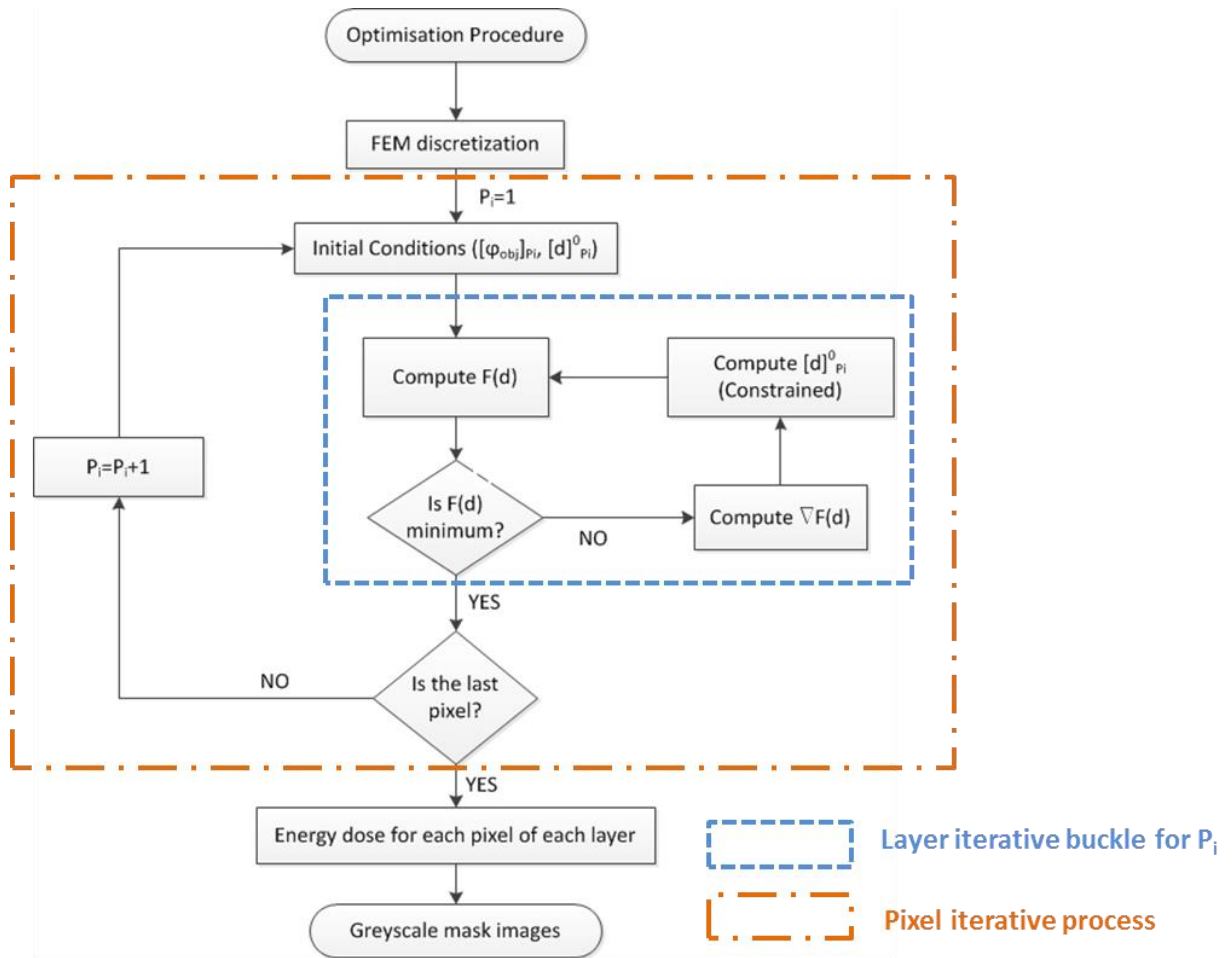 Optimisation Procedure
FEM discretization
Pi=1
Initial Conditions ([φobj]Pi, [d]⁰Pi)
Compute F(d)
Compute [d]⁰Pi
(Constrained)
Pi=Pi+1
Is F(d)
minimum?
NO
Compute ∇F(d)
YES
Is the last
pixel?
NO
YES
Energy dose for each pixel of each layer
Greyscale mask images
Layer iterative buckle for Pi
Pixel iterative process